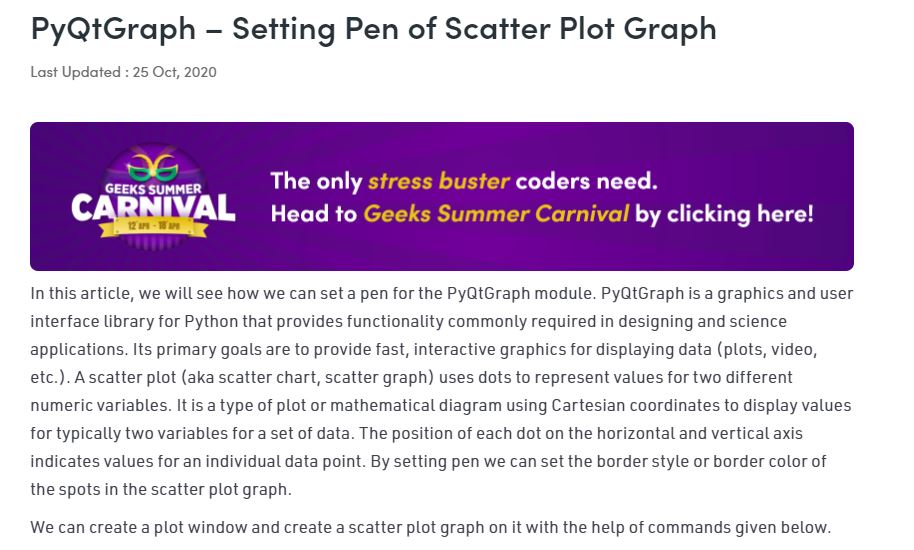 PyQtGraph – Setting Pen of Scatter Plot Graph
Last Updated : 25 Oct, 2020
GEEKS SUMMER
CARNIVAL
12 APR - 16 APR
The only stress buster coders need.
Head to Geeks Summer Carnival by clicking here!
In this article, we will see how we can set a pen for the PyQtGraph module. PyQtGraph is a graphics and user
interface library for Python that provides functionality commonly required in designing and science
applications. Its primary goals are to provide fast, interactive graphics for displaying data (plots, video,
etc.). A scatter plot (aka scatter chart, scatter graph) uses dots to represent values for two different
numeric variables. It is a type of plot or mathematical diagram using Cartesian coordinates to display values
for typically two variables for a set of data. The position of each dot on the horizontal and vertical axis
indicates values for an individual data point. By setting pen we can set the border style or border color of
the spots in the scatter plot graph.
We can create a plot window and create a scatter plot graph on it with the help of commands given below.